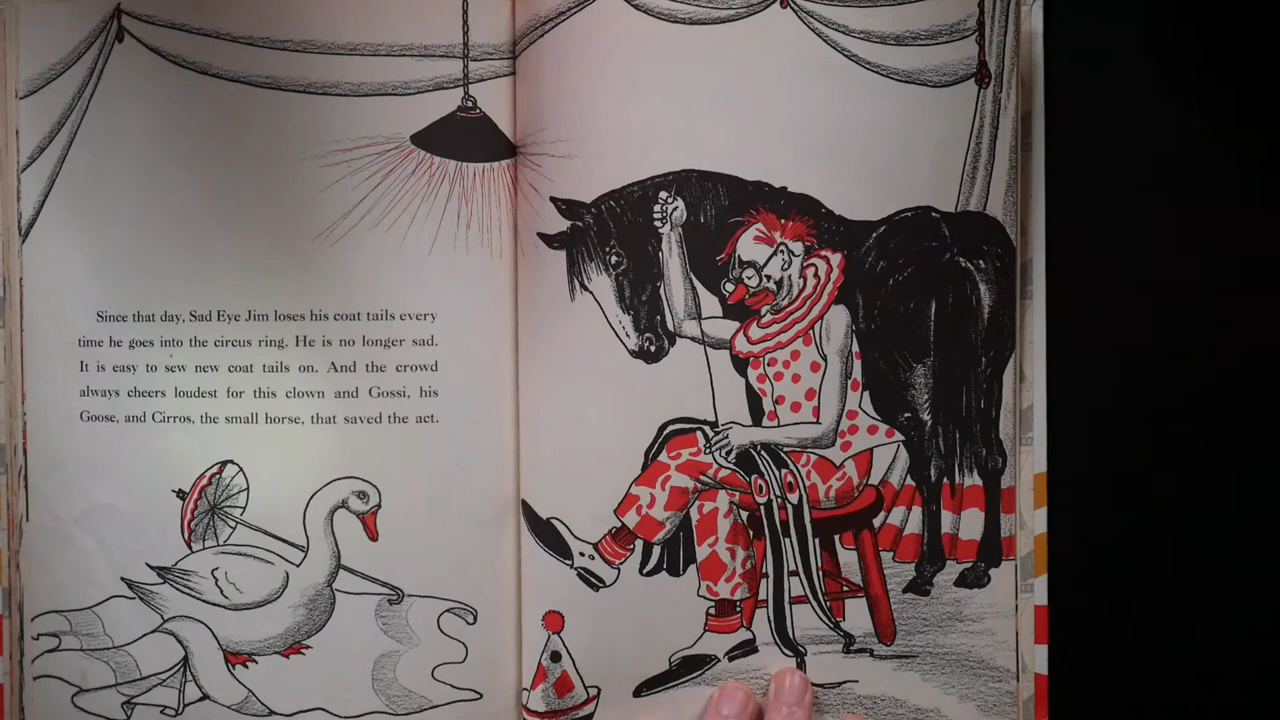 Since that day, Sad Eye Jim loses his coat tails every
time he goes into the circus ring. He is no longer sad.
It is easy to sew new coat tails on. And the crowd
always cheers loudest for this clown and Gossi, his
Goose, and Cirros, the small horse, that saved the act.